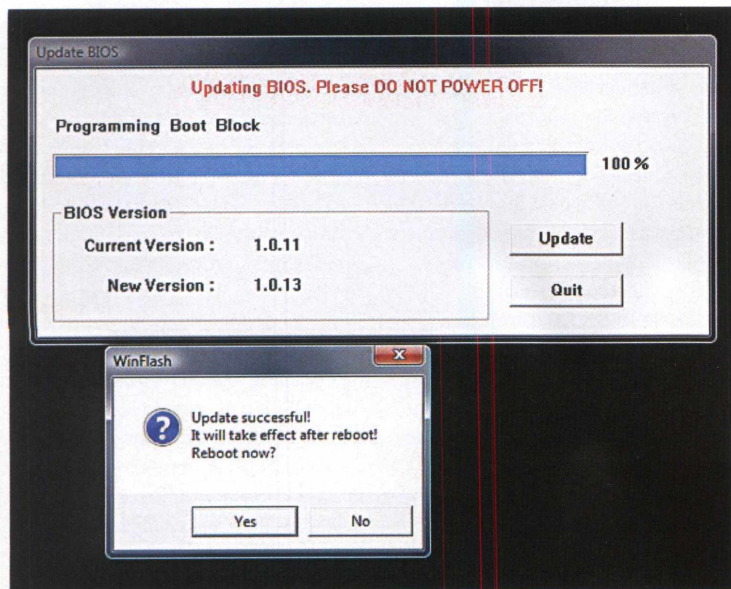 Update BIOS
Updating BIOS. Please DO NOT POWER OFF!
Programming Boot Block
100 %
BIOS Version
Current Version : 1.0.11
New Version : 1.0.13
Update
Quit
WinFlash
Update successful!
It will take effect after reboot!
Reboot now?
Yes
No